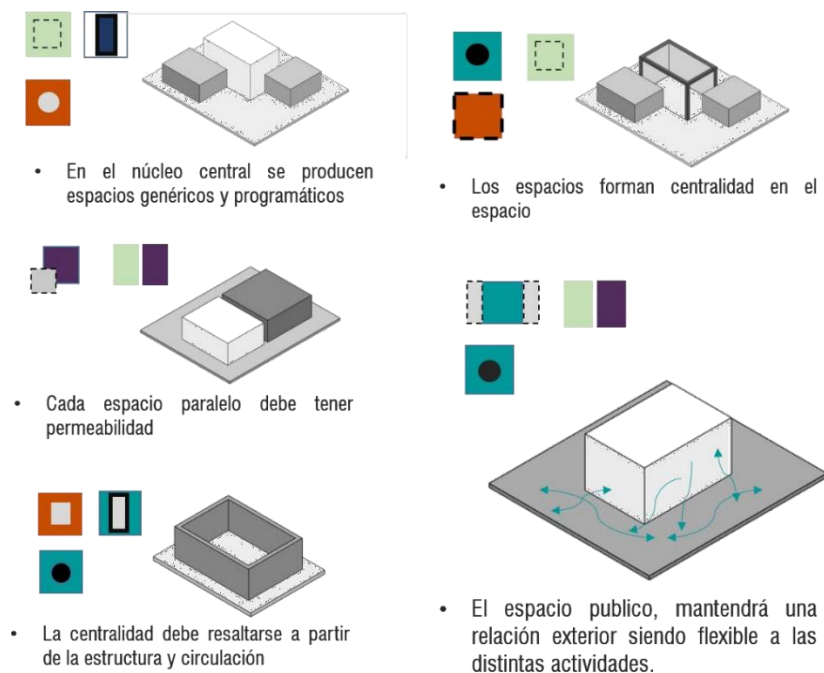 • En el núcleo central se producen
espacios genéricos y programáticos
• Cada espacio paralelo debe tener
permeabilidad
• La centralidad debe resaltarse a partir
de la estructura y circulación
• Los espacios forman centralidad en el
espacio
• El espacio publico, mantendrá una
relación exterior siendo flexible a las
distintas actividades.